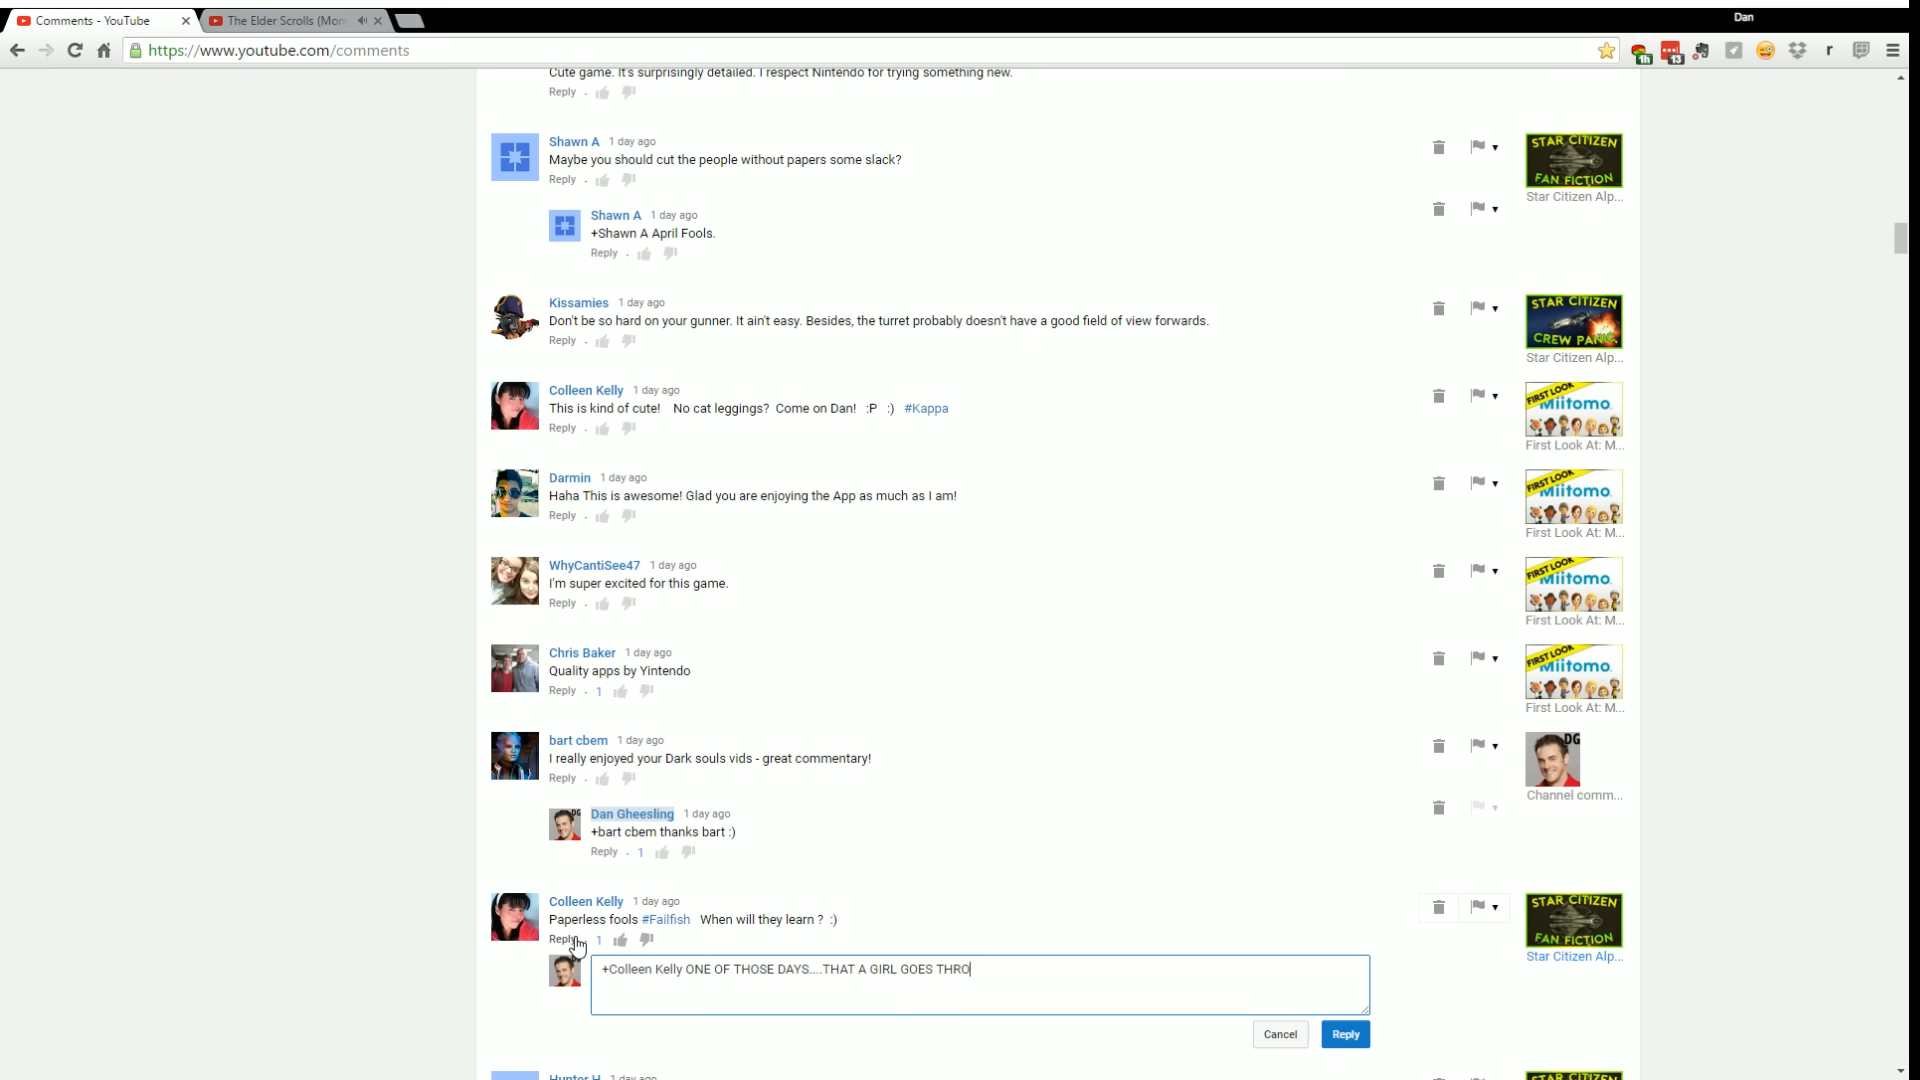 Comments - YouTube
The Elder Scrolls (Mor
Dan
https://www.youtube.com/comments
1h
13
r
Cute game. It's surprisingly detailed. I respect Nintendo for trying something new.
Reply .
Shawn A 1 day ago
Maybe you should cut the people without papers some slack?
Reply .
STAR CITIZEN
FAN FICTION
Star Citizen Alp...
Shawn A 1 day ago
+Shawn A April Fools.
Reply .
Kissamies 1 day ago
Don't be so hard on your gunner. It ain't easy. Besides, the turret probably doesn't have a good field of view forwards.
Reply .
STAR CITIZEN
CREW PANIC
Star Citizen Alp...
Colleen Kelly 1 day ago
This is kind of cute! No cat leggings? Come on Dan! :P :) #Kappa
Reply .
FIRST LOOK
Miitomo
First Look At: M...
Darmin 1 day ago
Haha This is awesome! Glad you are enjoying the App as much as I am!
Reply .
FIRST LOOK
Miitomo
First Look At: M...
WhyCantiSee47 1 day ago
I'm super excited for this game.
Reply .
FIRST LOOK
Miitomo
First Look At: M...
Chris Baker 1 day ago
Quality apps by Yintendo
Reply . 1
FIRST LOOK
Miitomo
First Look At: M...
bart cbem 1 day ago
I really enjoyed your Dark souls vids - great commentary!
Reply .
DG
Channel comm...
Dan Gheesling 1 day ago
+bart cbem thanks bart :)
Reply . 1
Colleen Kelly 1 day ago
Paperless fools #Failfish When will they learn ? :)
Reply 1
STAR CITIZEN
FAN FICTION
Star Citizen Alp...
+Colleen Kelly ONE OF THOSE DAYS....THAT A GIRL GOES THRO
Cancel Reply
Hunter H 1 day ago
STAR CITIZEN